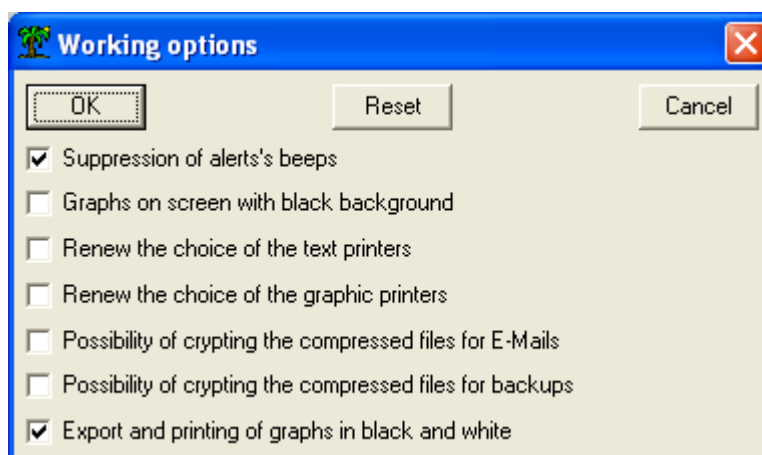 Working options
OK Reset Cancel
Suppression of alerts's beeps
Graphs on screen with black background
Renew the choice of the text printers
Renew the choice of the graphic printers
Possibility of crypting the compressed files for E-Mails
Possibility of crypting the compressed files for backups
Export and printing of graphs in black and white